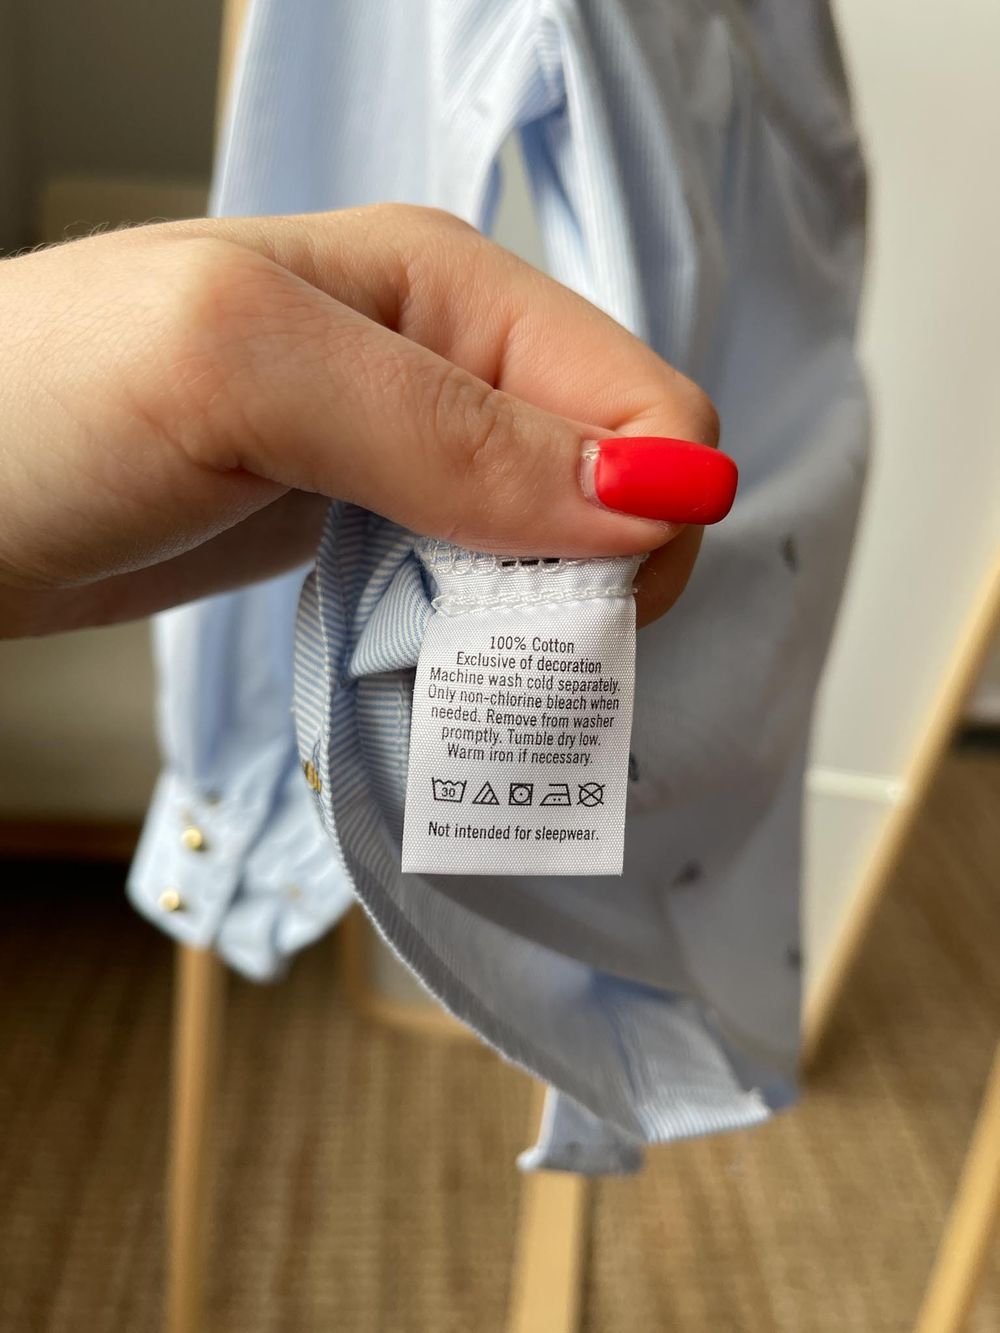 100% Cotton
Exclusive of decoration
Machine wash cold separately.
Only non-chlorine bleach when
needed. Remove from washer
promptly. Tumble dry low.
Warm iron if necessary.
30
Not intended for sleepwear.